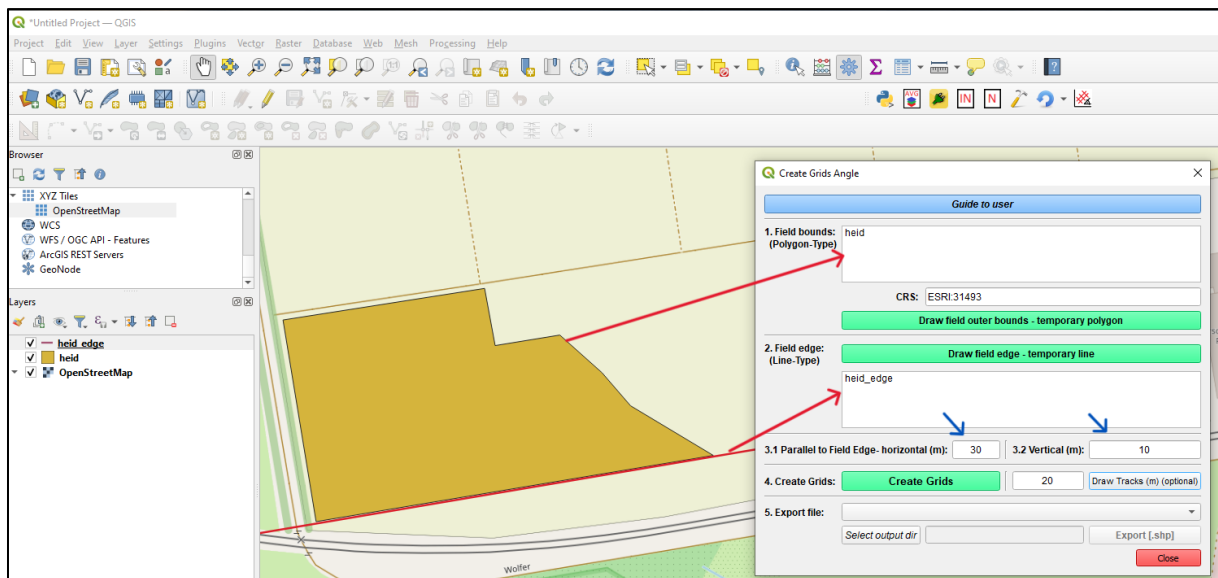 *Untitled Project — QGIS
Project Edit View Layer Settings Plugins Vector Raster Database Web Mesh Processing Help
AVG IN N
Browser
XYZ Tiles
OpenStreetMap
WCS
WFS / OGC API - Features
ArcGIS REST Servers
GeoNode
Layers
heid_edge
heid
OpenStreetMap
Wolfer
Create Grids Angle
Guide to user
1. Field bounds: heid
(Polygon-Type)
CRS: ESRI:31493
Draw field outer bounds - temporary polygon
2. Field edge: Draw field edge - temporary line
(Line-Type)
heid_edge
3.1 Parallel to Field Edge- horizontal (m): 30 3.2 Vertical (m): 10
4. Create Grids: Create Grids 20 Draw Tracks (m) (optional)
5. Export file:
Select output dir Export [.shp]
Close